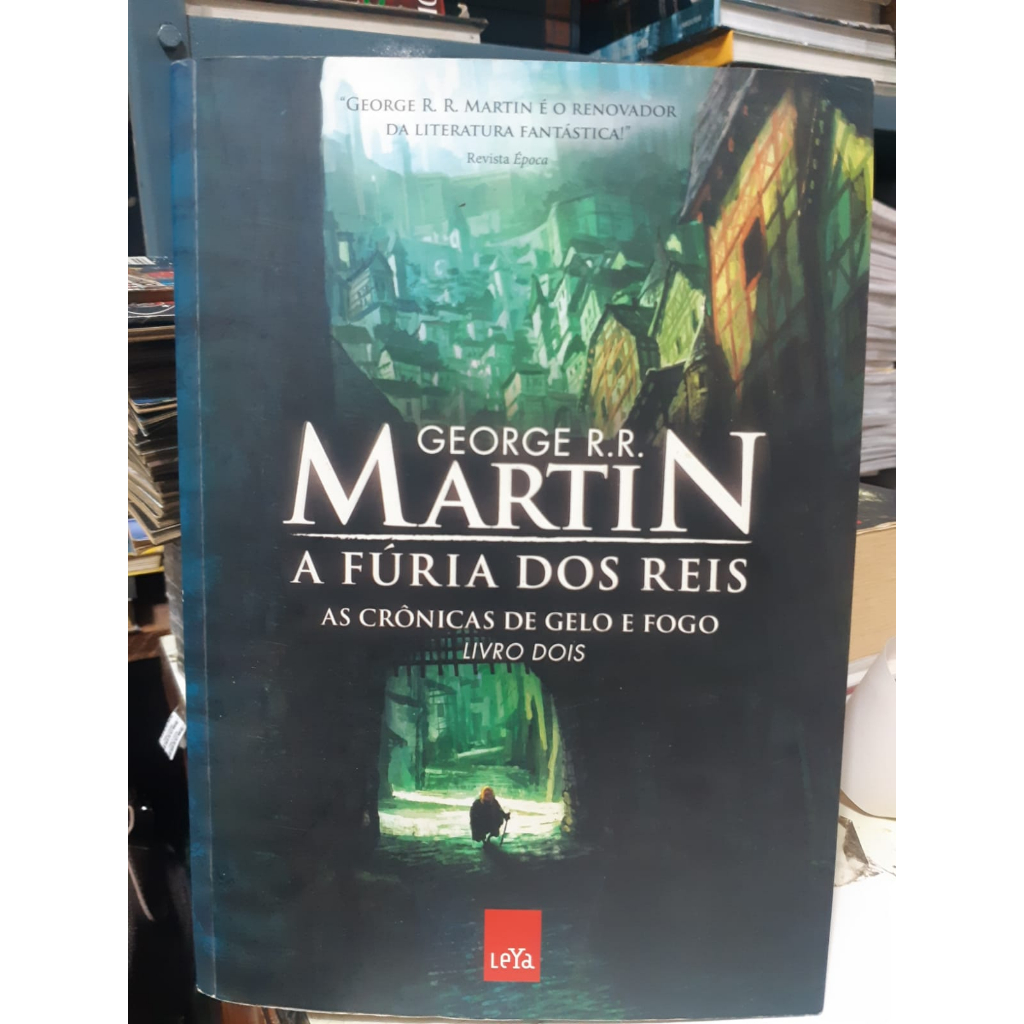 “GEORGE R. R. MARTIN É O RENOVADOR
DA LITERATURA FANTÁSTICA!”
Revista Época
GEORGE R.R.
MARTIN
A FÚRIA DOS REIS
AS CRÔNICAS DE GELO E FOGO
LIVRO DOIS
LeYa